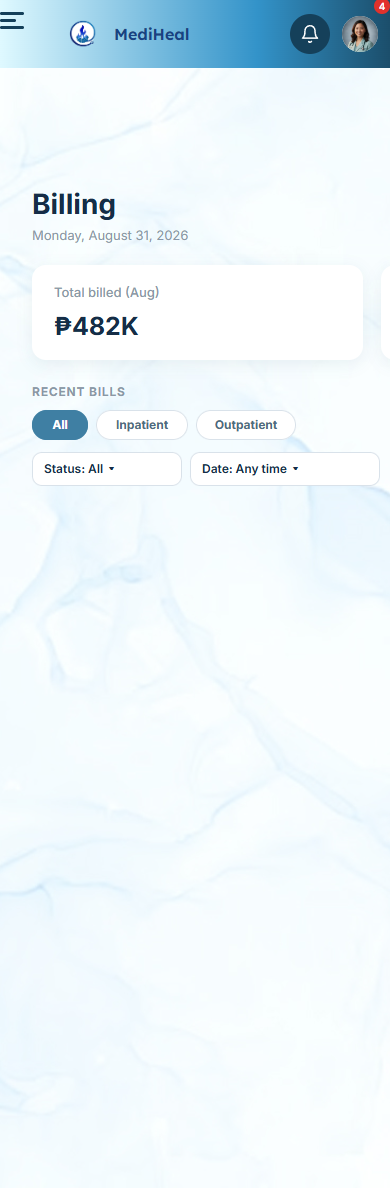 4
MediHeal
Billing
Monday, August 31, 2026
Total billed (Aug)
₱482K
RECENT BILLS
All Inpatient Outpatient
Status: All Date: Any time